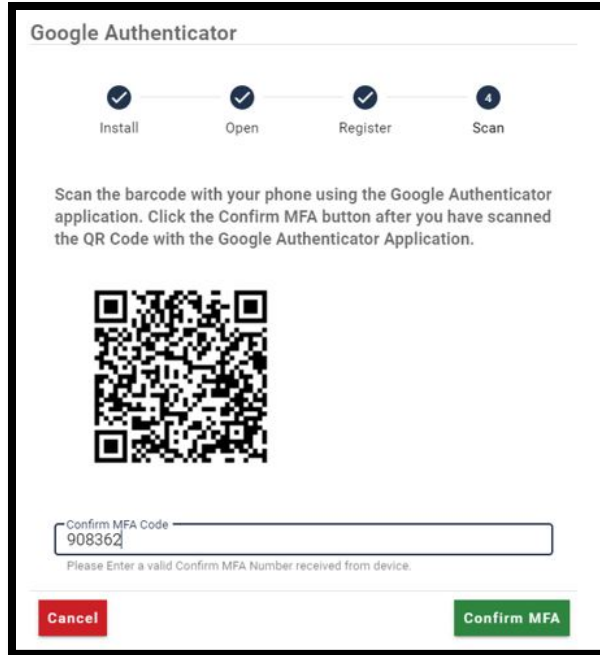 Google Authenticator
Install Open Register 4 Scan
Scan the barcode with your phone using the Google Authenticator
application. Click the Confirm MFA button after you have scanned
the QR Code with the Google Authenticator Application.
Confirm MFA Code
908362
Please Enter a valid Confirm MFA Number received from device.
Cancel Confirm MFA